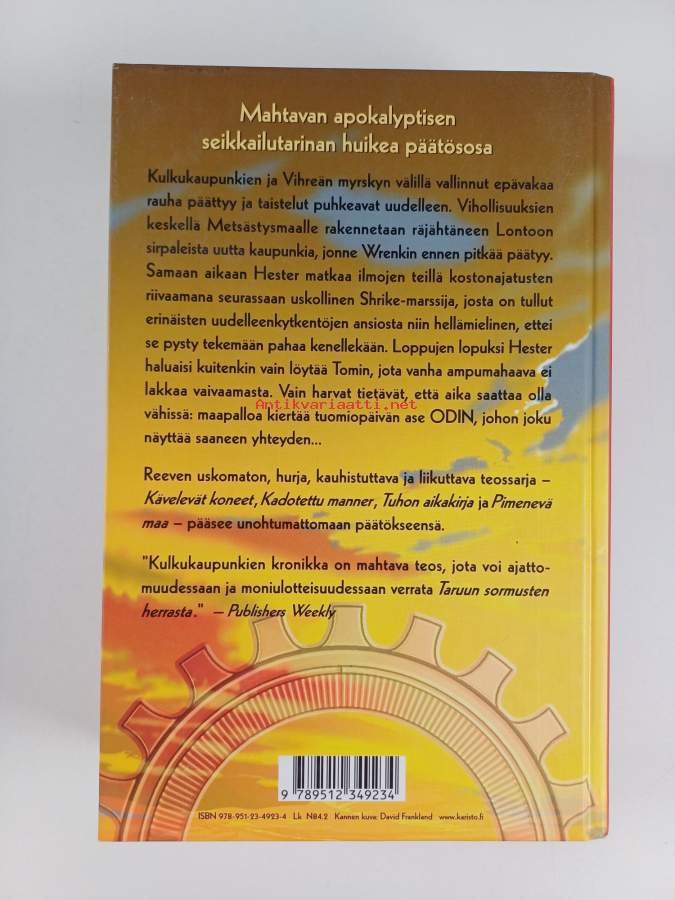 Mahtavan apokalyptisen
seikkailutarinan huikea päätösosa
Kulkukaupunkien ja Vihreän myrskyn välillä vallinnut epävakaa
rauha päättyy ja taistelut puhkeavat uudelleen. Vihollisuuksien
keskellä Metsästysmaalle rakennetaan räjähtäneen Lontoon
sirpaleista uutta kaupunkia, jonne Wrenkin ennen pitkää päätyy.
Samaan aikaan Hester matkaa ilmojen teillä kostonajatusten
riivaamana seurassaan uskollinen Shrike-marssija, josta on tullut
erinäisten uudelleenkytkentöjen ansiosta niin hellämielinen, ettei
se pysty tekemään pahaa kenellekään. Loppujen lopuksi Hester
haluaisi kuitenkin vain löytää Tomin, jota vanha ampumahaava ei
lakkaa vaivaamasta. Vain harvat tietävät, että aika saattaa olla
Antikvariaatti.net
vähissä: maapalloa kiertää tuomiopäivän ase ODIN, johon joku
näyttää saaneen yhteyden...
Reeven uskomaton, hurja, kauhistuttava ja liikuttava teossarja –
Kävelevät koneet, Kadotettu manner, Tuhon aikakirja ja Pimenevä
maa – pääsee unohtumattomaan päätökseensä.
"Kulkukaupunkien kronikka on mahtava teos, jota voi ajatto-
muudessaan ja moniulotteisuudessaan verrata Taruun sormusten
herrasta." – Publishers Weekly
9 789512 349234
ISBN 978-951-23-4923-4 Lk N84.2 Kannen kuva: David Frankland www.karisto.fi